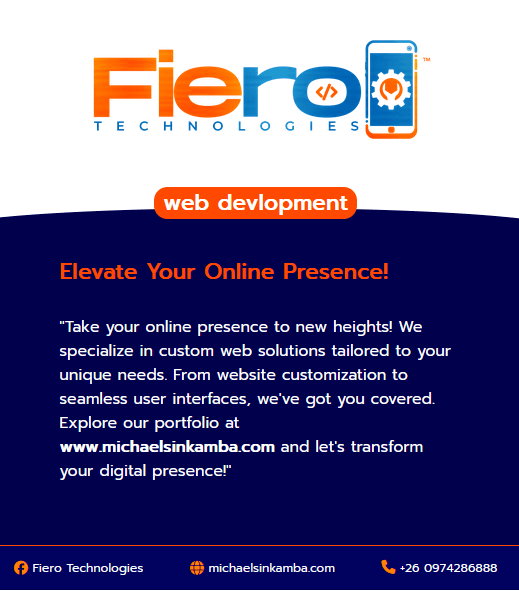 Fiero
TECHNOLOGIES
™
web devlopment
Elevate Your Online Presence!
"Take your online presence to new heights! We
specialize in custom web solutions tailored to your
unique needs. From website customization to
seamless user interfaces, we've got you covered.
Explore our portfolio at
www.michaelsinkamba.com and let's transform
your digital presence!"
Fiero Technologies
michaelsinkamba.com
+26 0974286888